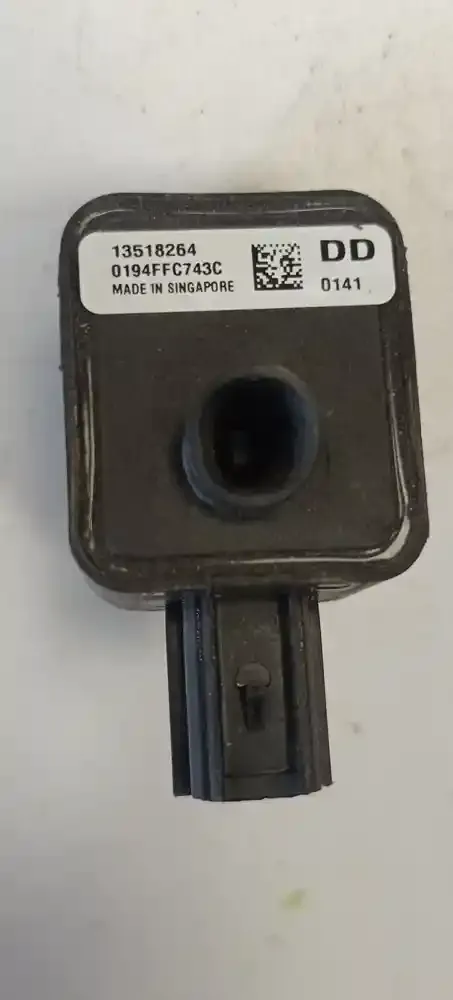 13518264
0194FFC743C
MADE IN SINGAPORE
DD
0141